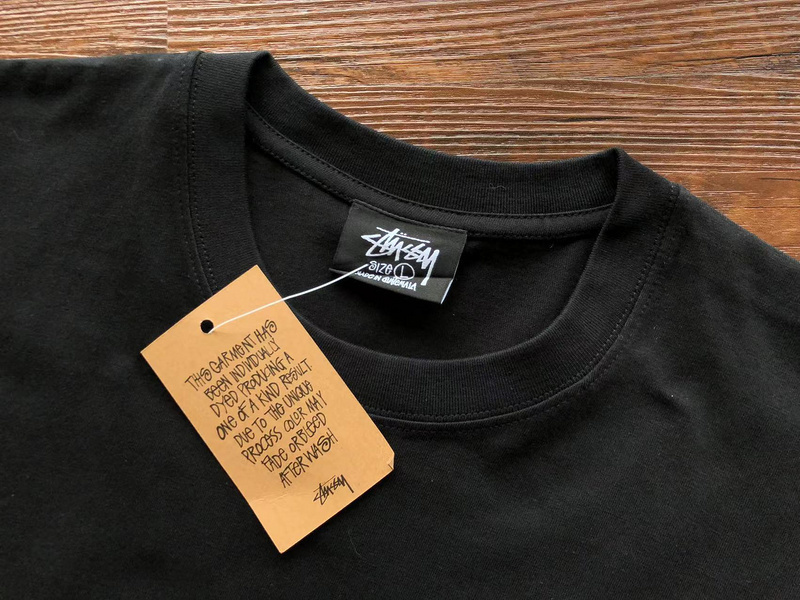 STÜSSY
SIZE L
MADE IN
THIS GARMENT HAS
BEEN INDIVIDUALLY
DYED PRODUCING A
ONE OF A KIND RESULT
DUE TO THE UNIQUE
PROCESS COLOR MAY
FADE OR BLEED
AFTER WASH
STÜSSY